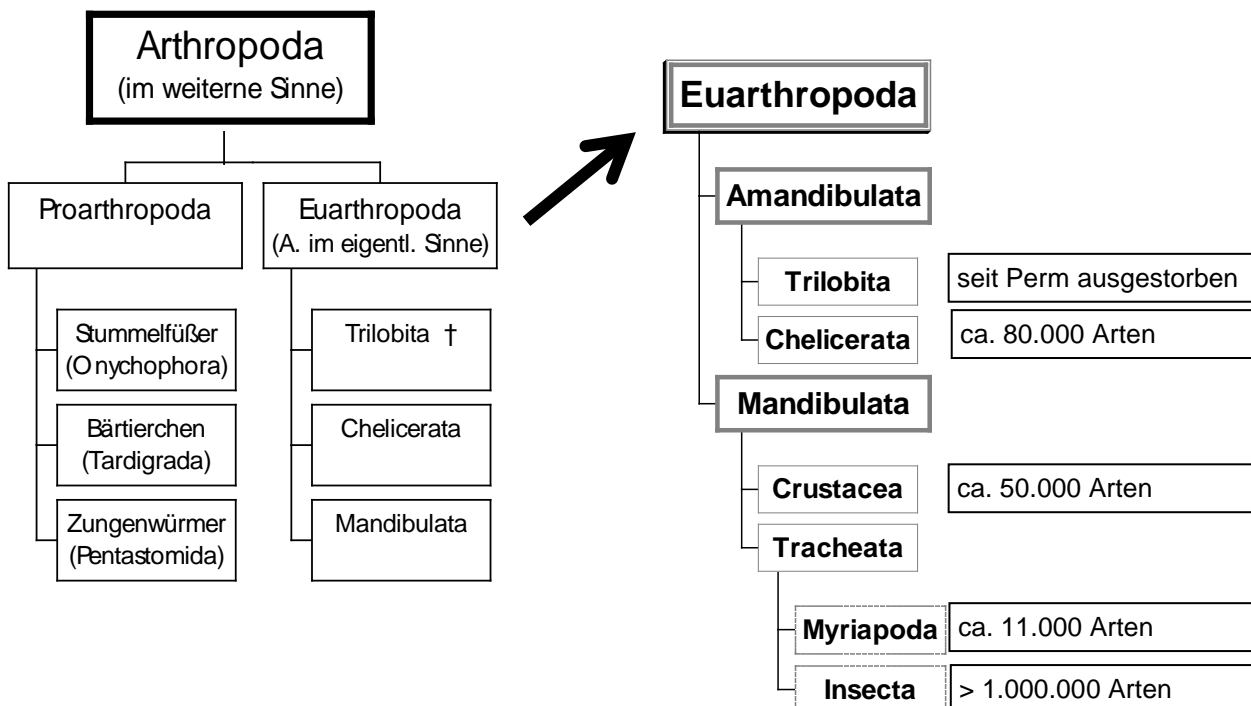 Arthropoda
(im weiterne Sinne)
Proarthropoda
Euarthropoda
(A. im eigentl. Sinne)
Stummelfüßer
(Onychophora)
Trilobita †
Bärtierchen
(Tardigrada)
Chelicerata
Zungenwürmer
(Pentastomida)
Mandibulata
Euarthropoda
Amandibulata
Trilobita
seit Perm ausgestorben
Chelicerata
ca. 80.000 Arten
Mandibulata
Crustacea
ca. 50.000 Arten
Tracheata
Myriapoda
ca. 11.000 Arten
Insecta
> 1.000.000 Arten